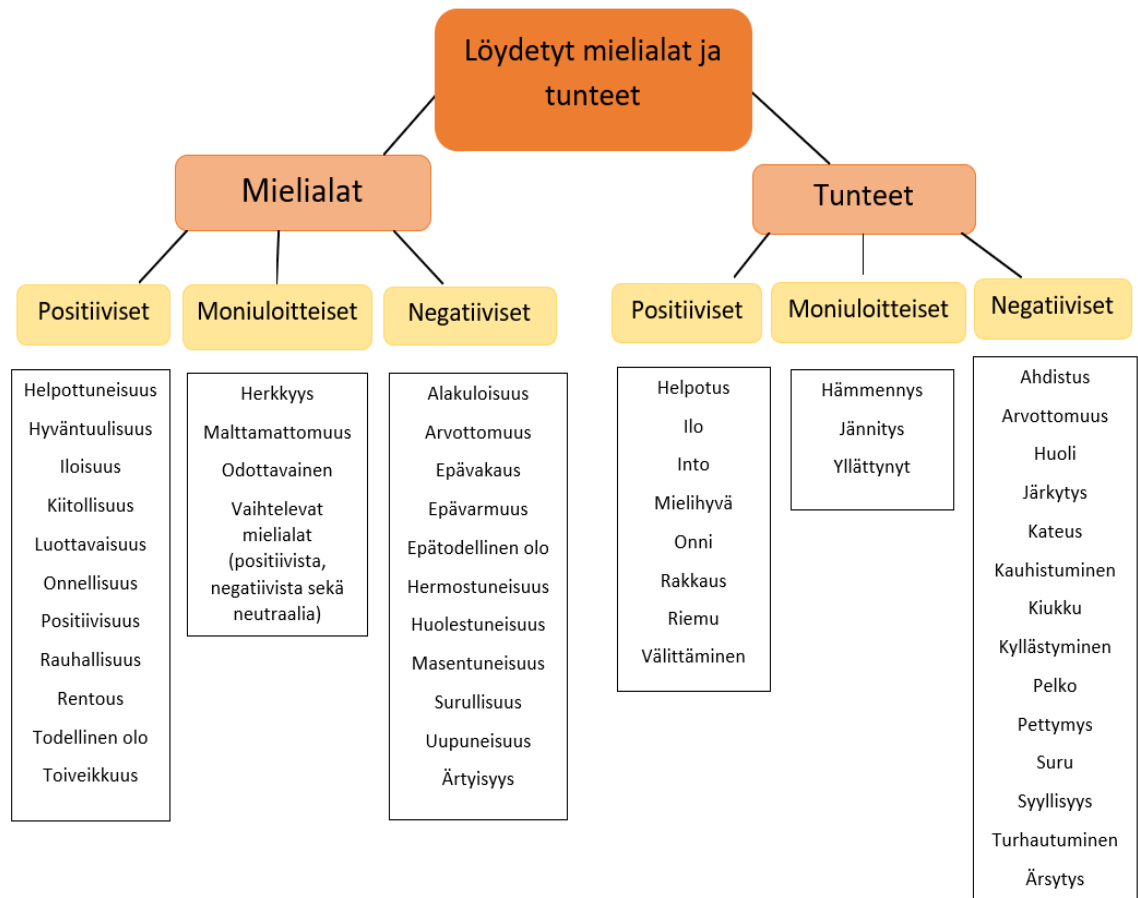 Löydetyt mielialat ja
tunteet
Mielialat
Positiiviset
Helpottuneisuus
Hyväntuulisuus
Iloisuus
Kiitollisuus
Luottavaisuus
Onnellisuus
Positiivisuus
Rauhallisuus
Rentous
Todellinen olo
Toiveikkuus
Moniuloitteiset
Herkkyys
Malttamattomuus
Odottavainen
Vaihtelevat
mielialat
(positiivista,
negatiivista sekä
neutraalia)
Negatiiviset
Alakuloisuus
Arvottomuus
Epävakaus
Epävarmuus
Epätodellinen olo
Hermostuneisuus
Huolestuneisuus
Masentuneisuus
Surullisuus
Uupuneisuus
Ärtyisyys
Tunteet
Positiiviset
Helpotus
Ilo
Into
Mielihyvä
Onni
Rakkaus
Riemu
Välittäminen
Moniuloitteiset
Hämmennys
Jännitys
Yllättynyt
Negatiiviset
Ahdistus
Arvottomuus
Huoli
Järkytys
Kateus
Kauhistuminen
Kiukku
Kyllästyminen
Pelko
Pettymys
Suru
Syyllisyys
Turhautuminen
Ärsytys